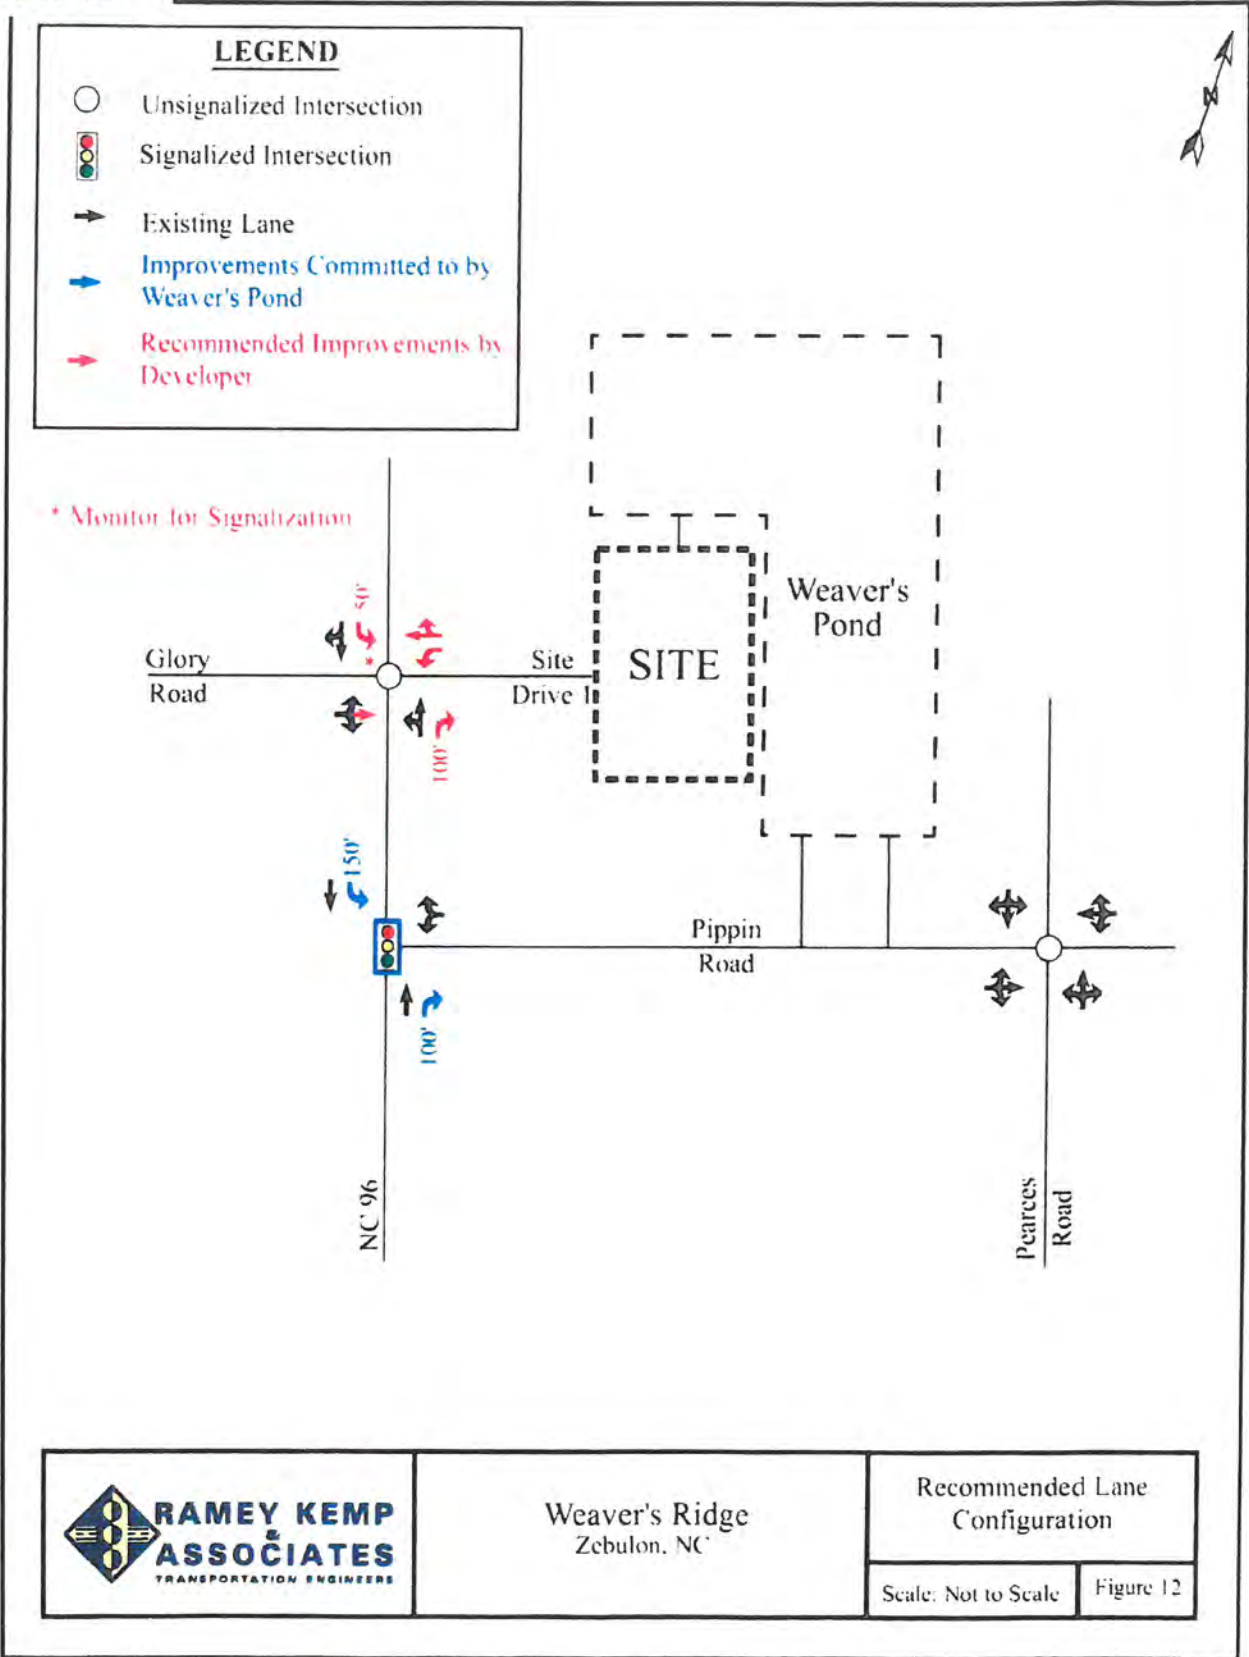 LEGEND
Unsignalized Intersection
Signalized Intersection
Existing Lane
Improvements Committed to by
Weaver's Pond
Recommended Improvements by
Developer
N
* Monitor for Signalization
50'
*
Glory
Road
Site
Drive 1
SITE
Weaver's
Pond
100'
150'
Pippin
Road
100'
NC 96
Pearces
Road
RAMEY KEMP
&
ASSOCIATES
TRANSPORTATION ENGINEERS
Weaver's Ridge
Zebulon, NC
Recommended Lane
Configuration
Scale: Not to Scale
Figure 12